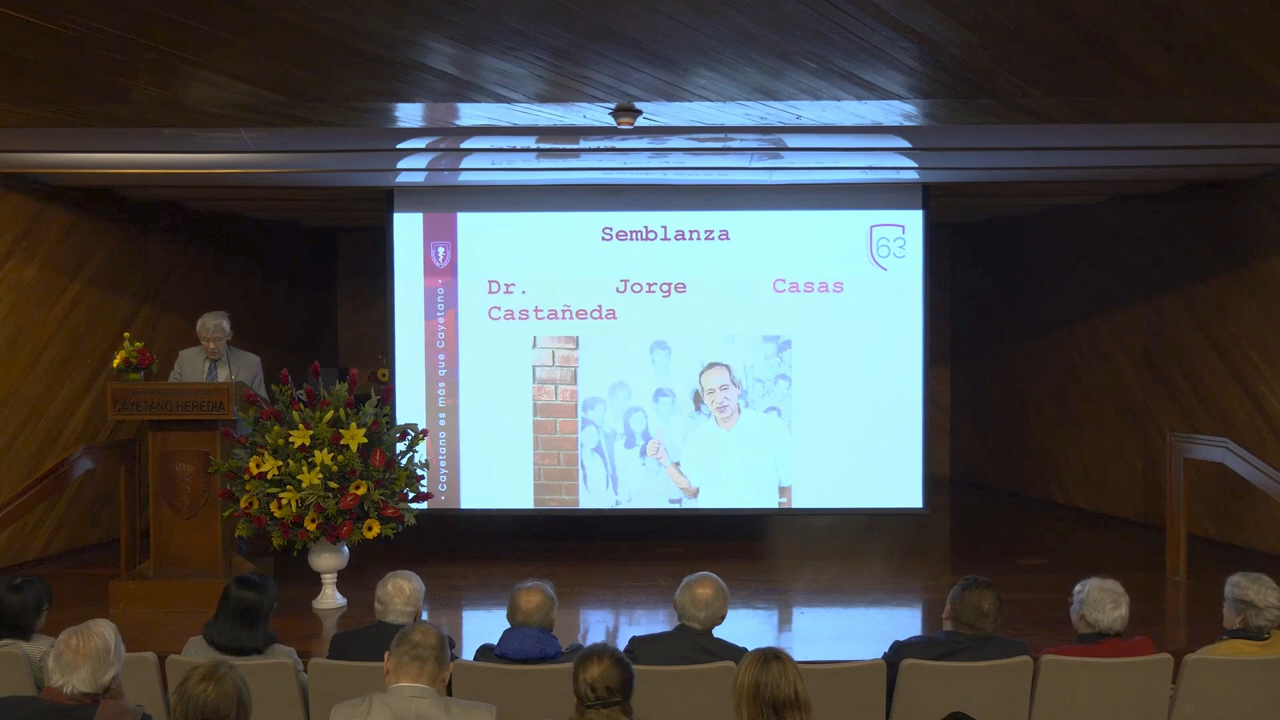 Semblanza
63
Dr. Jorge Casas
Castañeda
• Cayetano es más que Cayetano •
CAYETANO HEREDIA